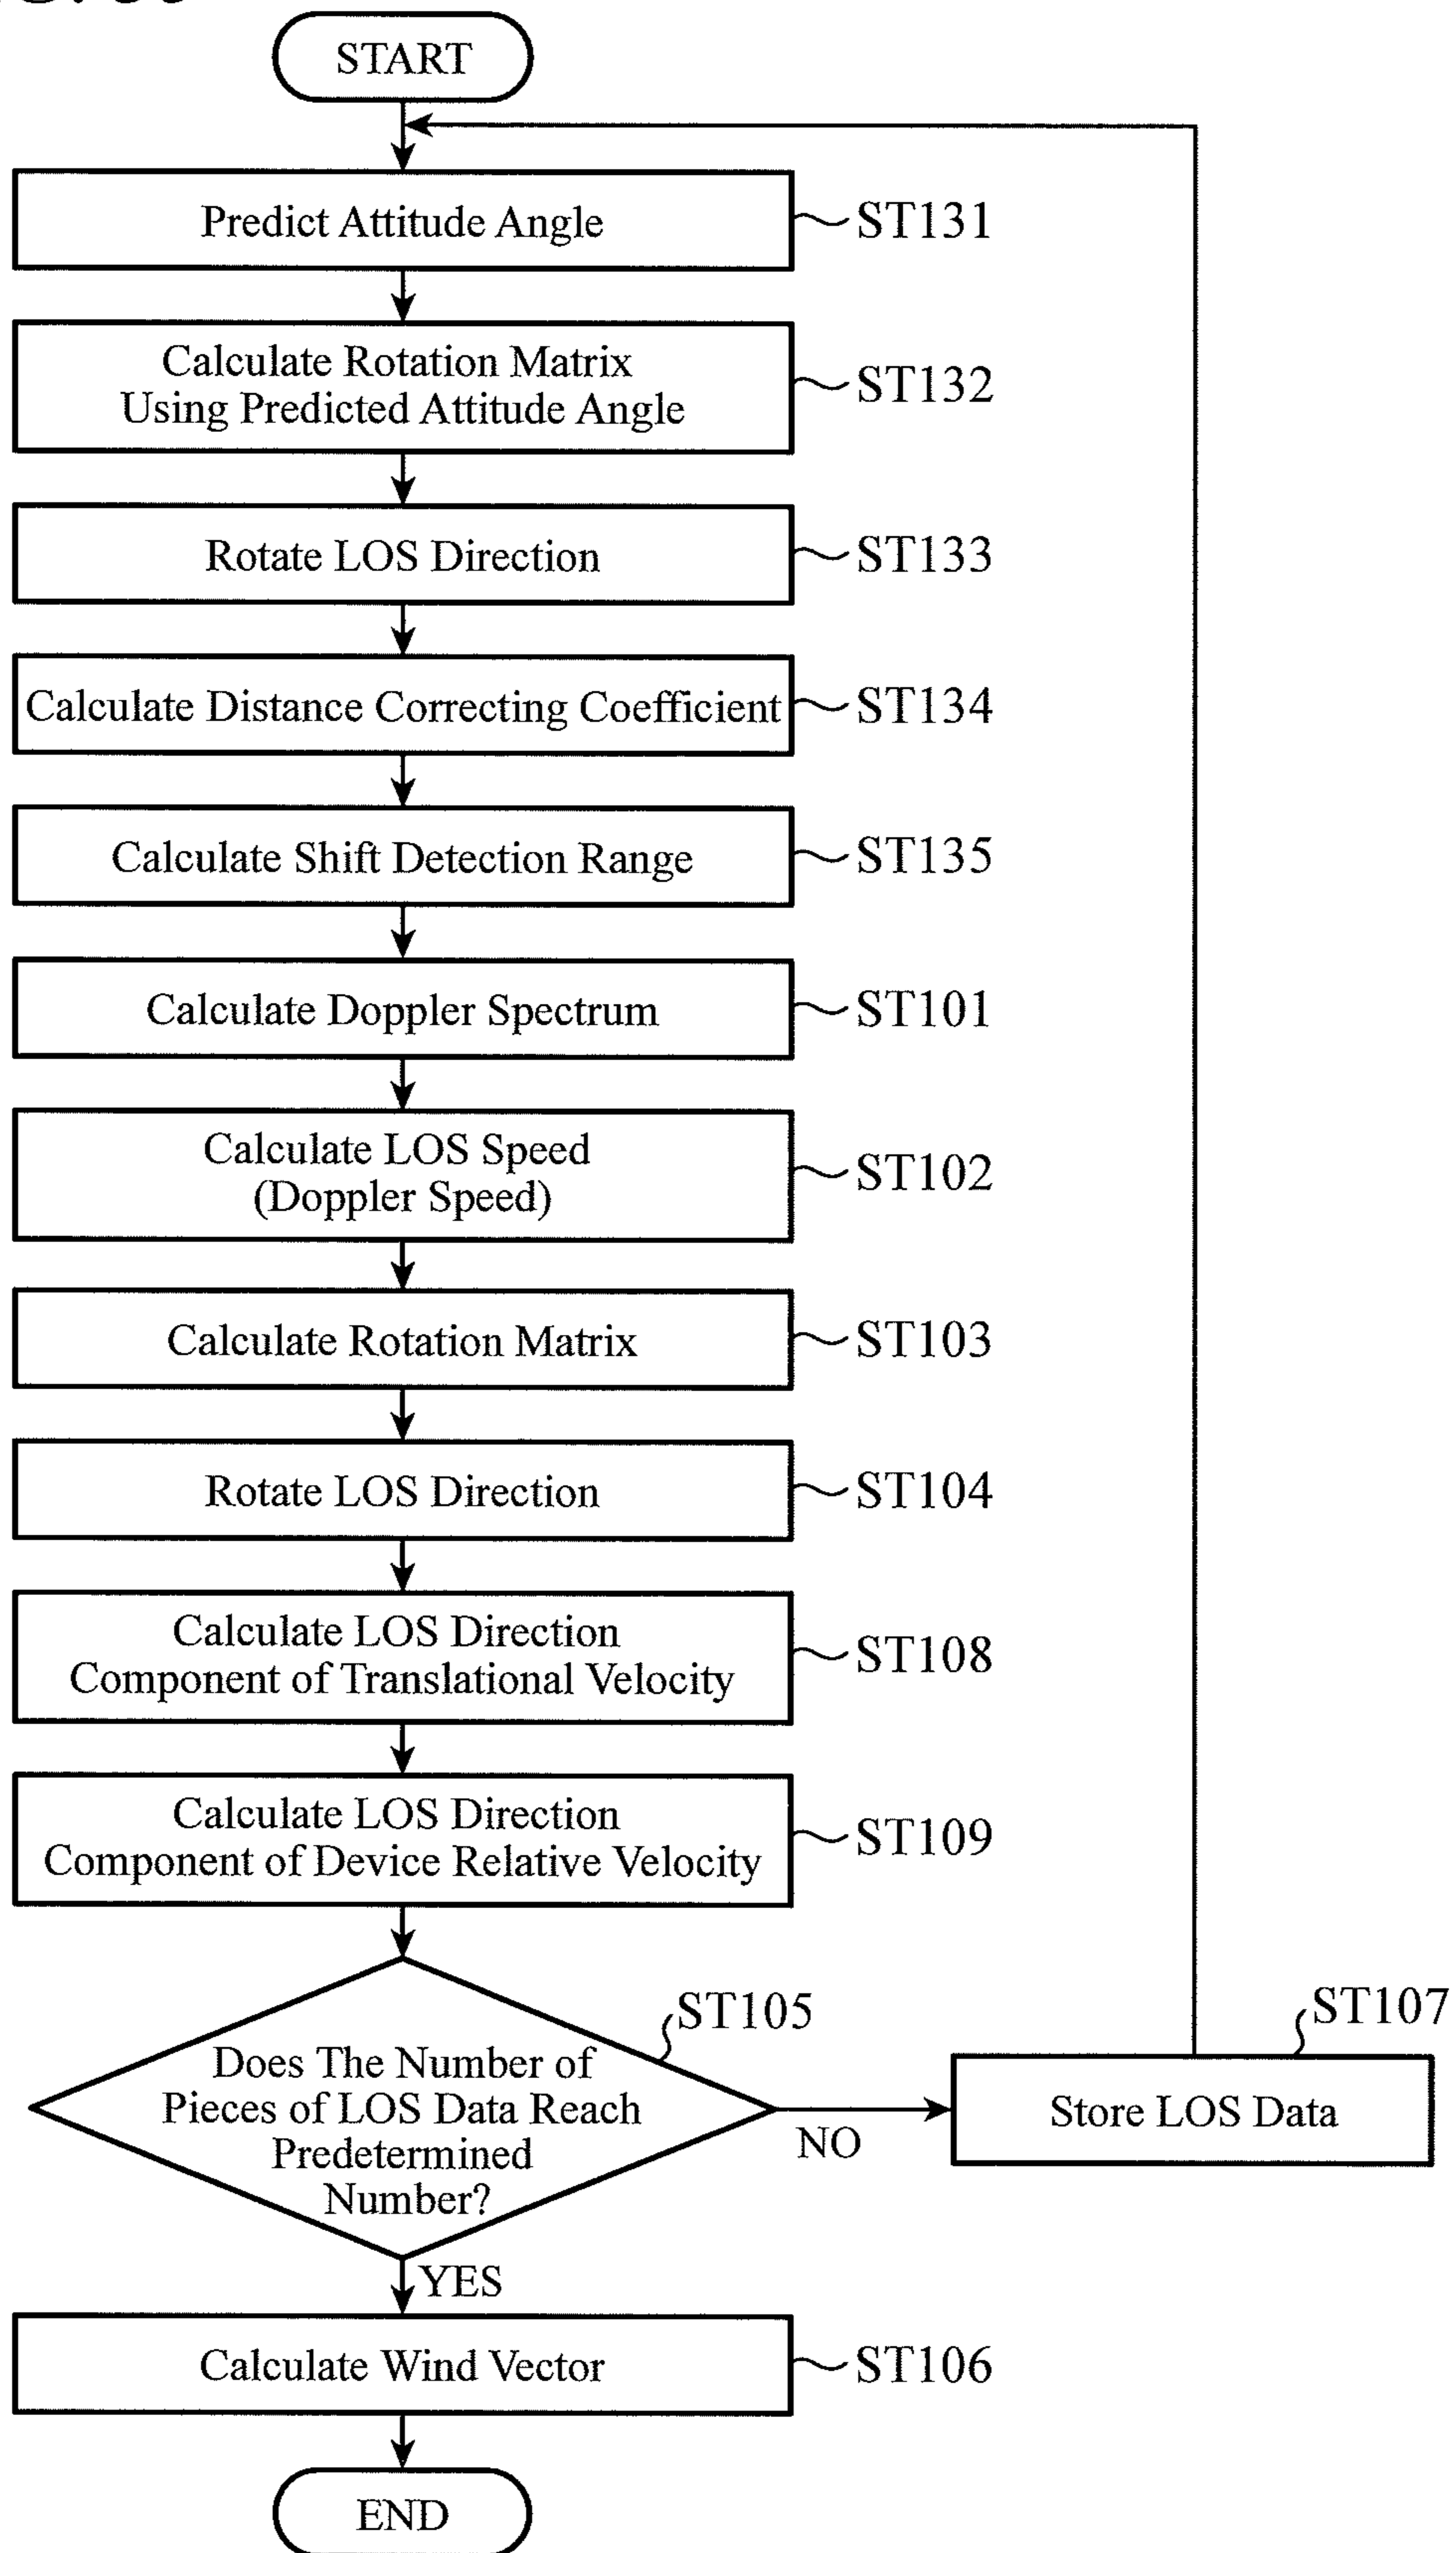 START
Predict Attitude Angle
ST131
Calculate Rotation Matrix
Using Predicted Attitude Angle
ST132
Rotate LOS Direction
ST133
Calculate Distance Correcting Coefficient
ST134
Calculate Shift Detection Range
ST135
Calculate Doppler Spectrum
ST101
Calculate LOS Speed
(Doppler Speed)
ST102
Calculate Rotation Matrix
ST103
Rotate LOS Direction
ST104
Calculate LOS Direction
Component of Translational Velocity
ST108
Calculate LOS Direction
Component of Device Relative Velocity
ST109
ST105
Does The Number of
Pieces of LOS Data Reach
Predetermined
Number?
NO
ST107
Store LOS Data
YES
Calculate Wind Vector
ST106
END